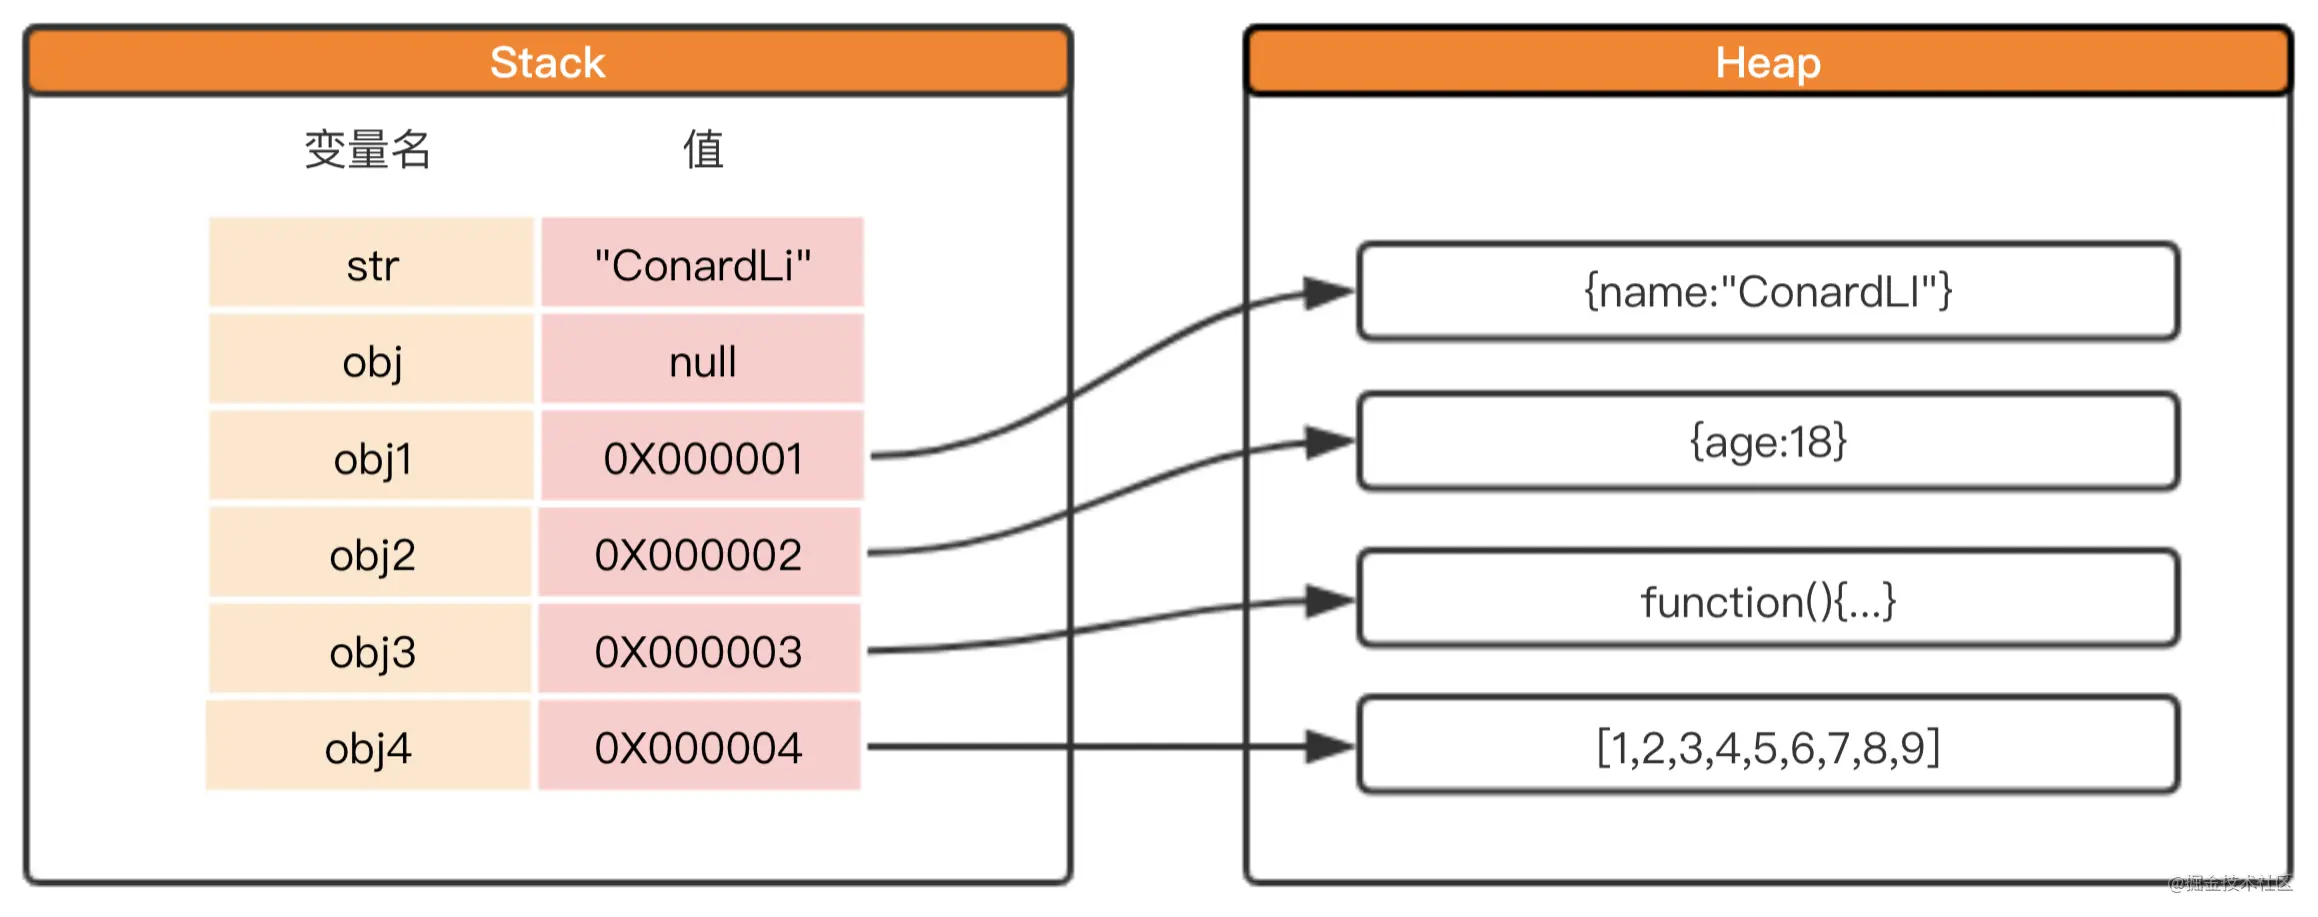 Stack
变量名 值
str "ConardLi"
obj null
obj1 0X000001
obj2 0X000002
obj3 0X000003
obj4 0X000004
Heap
{name:"ConardLI"}
{age:18}
function(){...}
[1,2,3,4,5,6,7,8,9]
@掘金技术社区